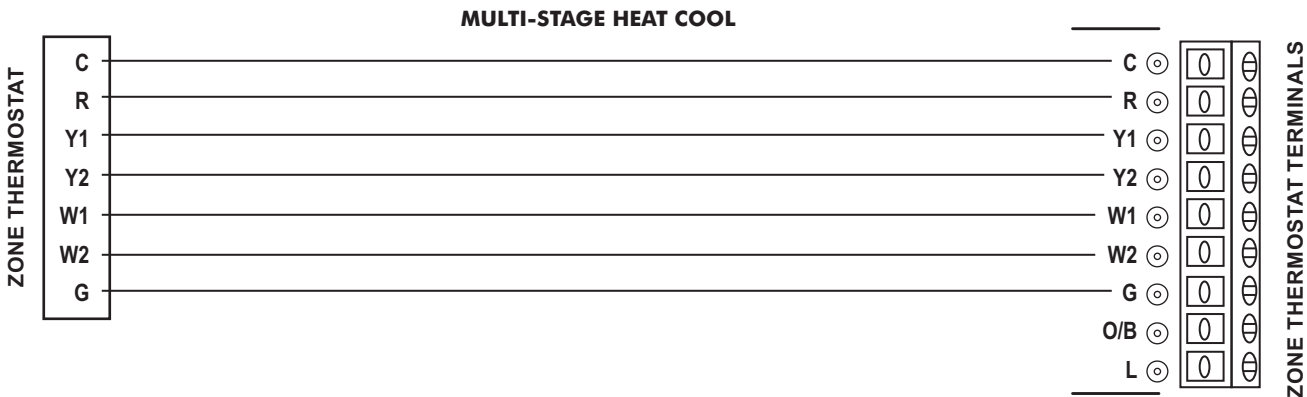 MULTI-STAGE HEAT COOL
ZONE THERMOSTAT
C
R
Y1
Y2
W1
W2
G
C
R
Y1
Y2
W1
W2
G
O/B
L
ZONE THERMOSTAT TERMINALS